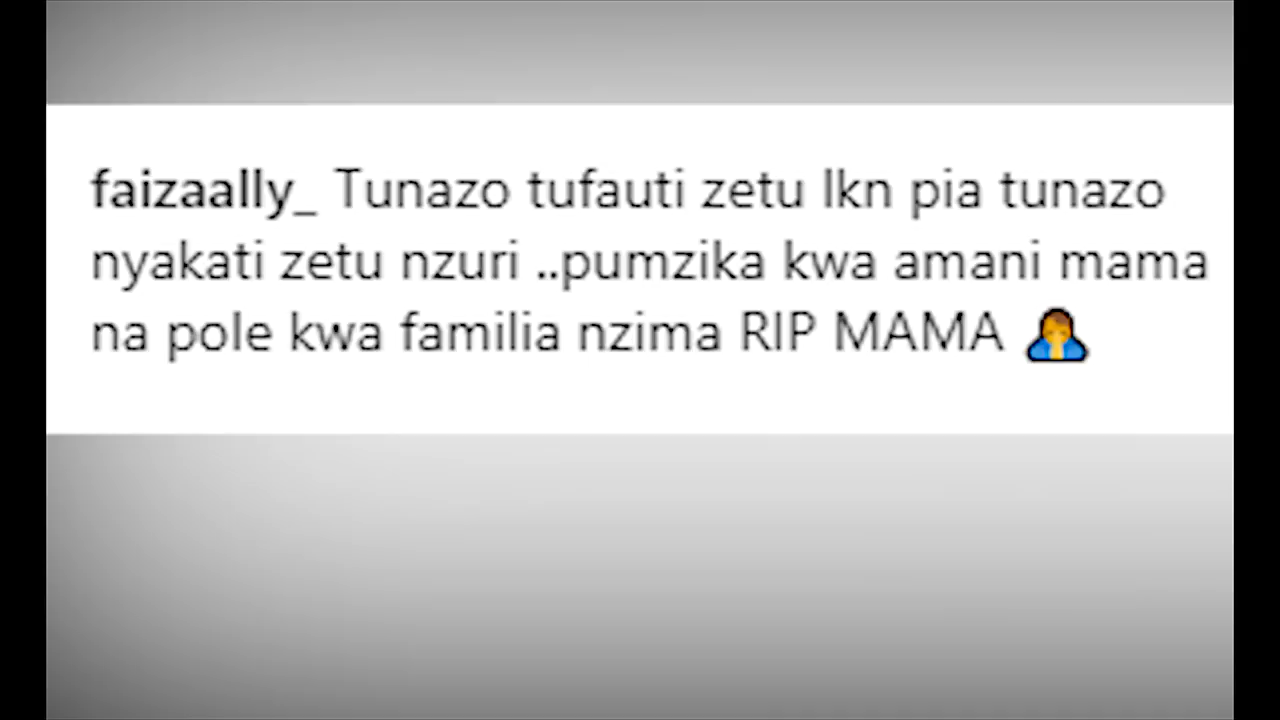 faizaally_ Tunazo tufauti zetu lkn pia tunazo
nyakati zetu nzuri ..pumzika kwa amani mama
na pole kwa familia nzima RIP MAMA 🤦‍♂️